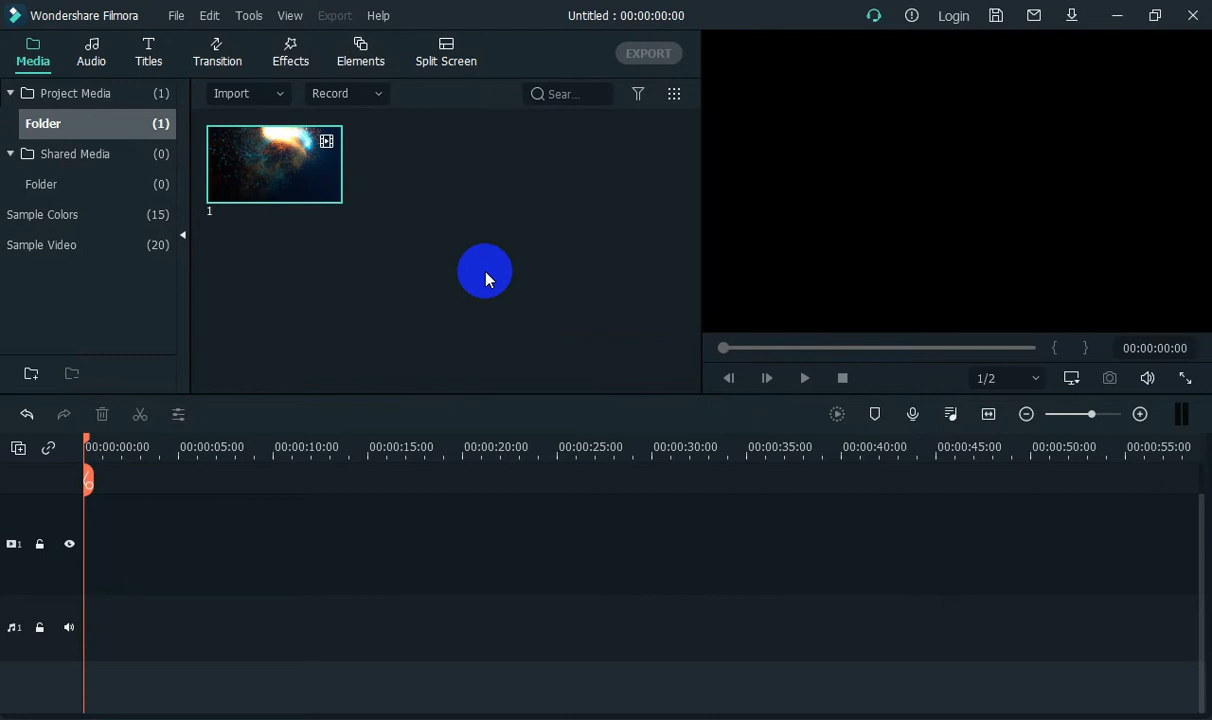 Wondershare Filmora File Edit Tools View Export Help Untitled : 00:00:00:00 Login
Media Audio Titles Transition Effects Elements Split Screen EXPORT
Project Media (1)
Folder (1)
Shared Media (0)
Folder (0)
Sample Colors (15)
Sample Video (20)
Import Record Sear...
1
{ } 00:00:00:00
1/2
00:00:00:00 00:00:05:00 00:00:10:00 00:00:15:00 00:00:20:00 00:00:25:00 00:00:30:00 00:00:35:00 00:00:40:00 00:00:45:00 00:00:50:00 00:00:55:00
1
1